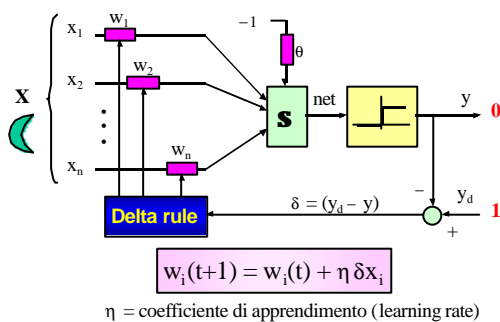 x1 w1
−1
θ
x2 w2
X
S net y 0
xn wn
Delta rule
δ = (yd − y)
− yd
+ 1
wi(t+1) = wi(t) + η δxi
η = coefficiente di apprendimento (learning rate)